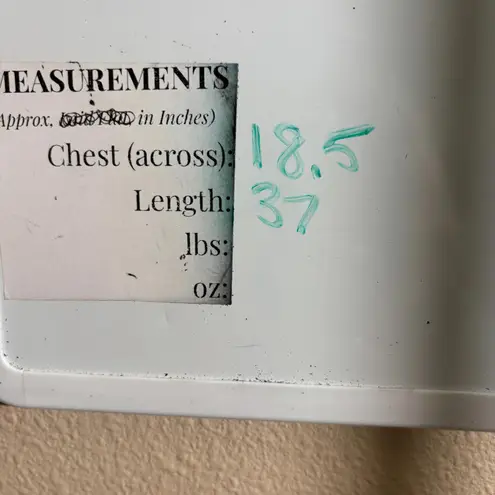 MEASUREMENTS
Approx. in Inches)
Chest (across): 18.5
Length: 37
lbs:
oz: